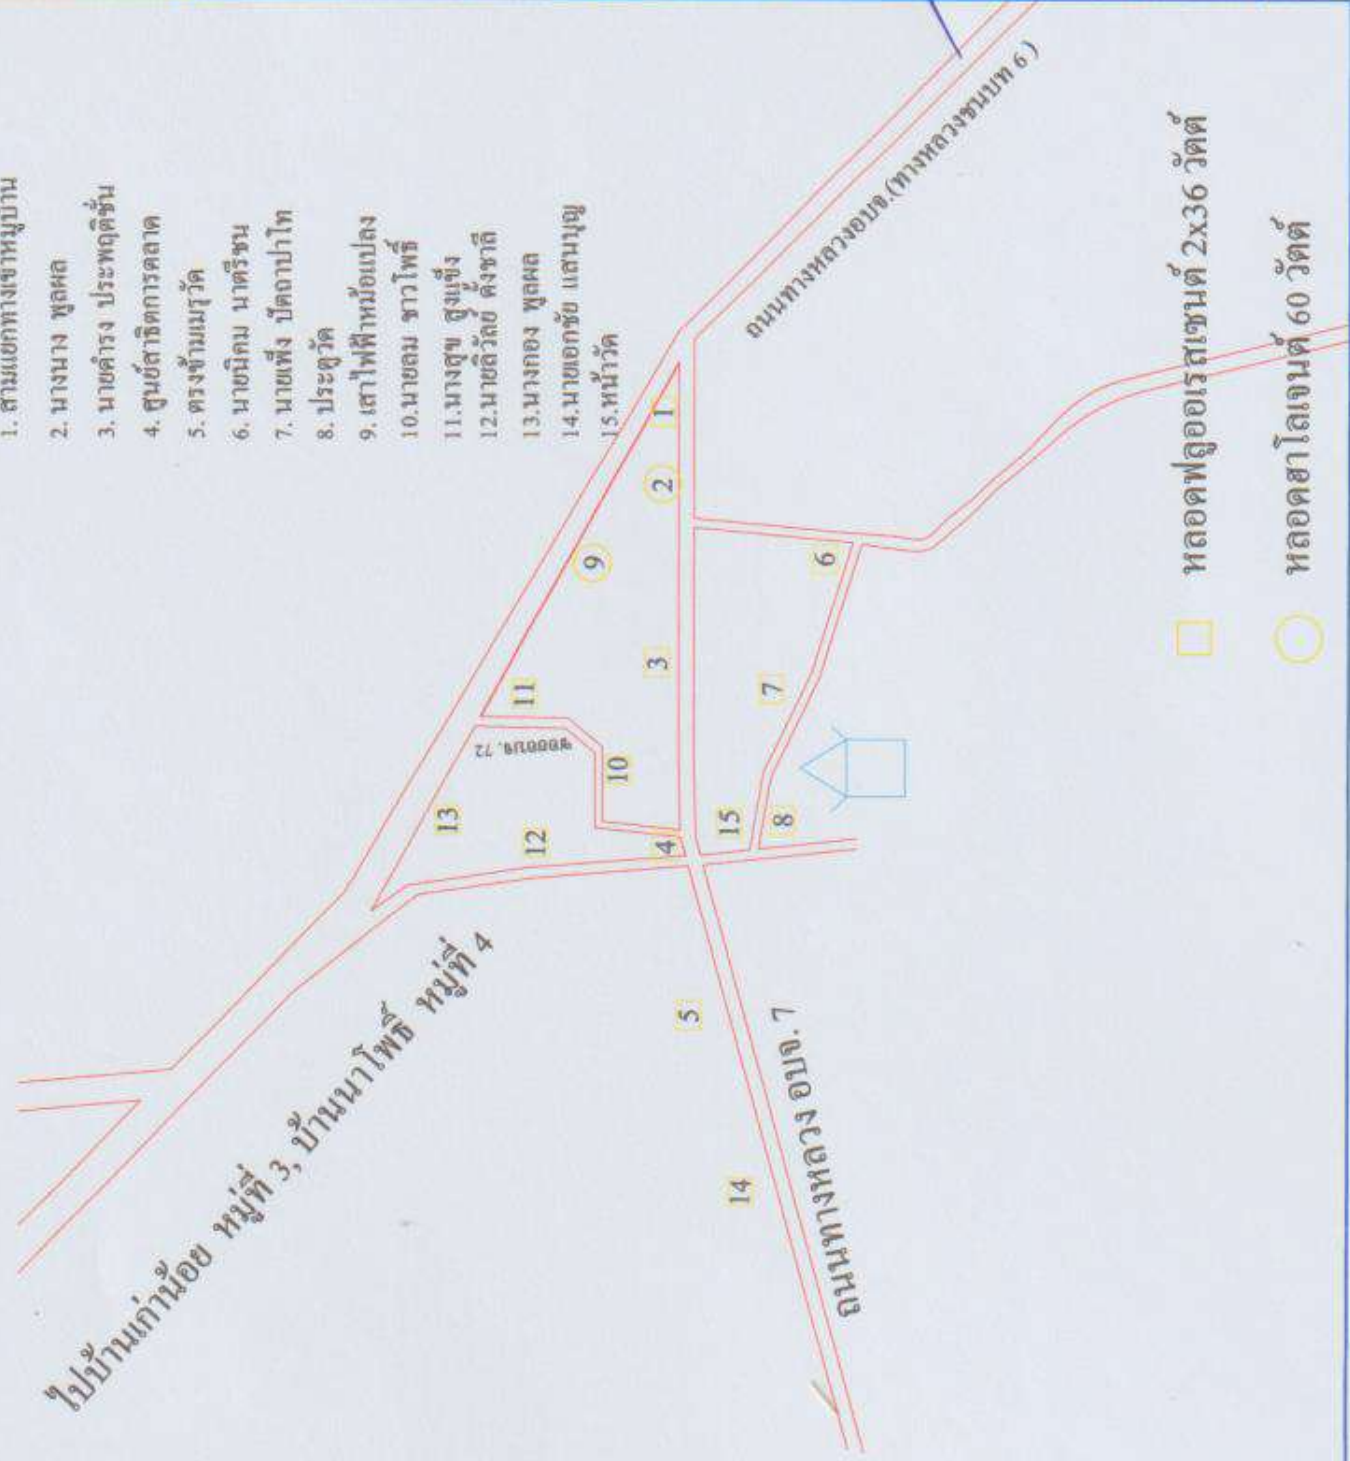 1. สามแยกทางเข้าหมู่บ้าน
2. นางนาง พูลผล
3. นายดำรง ประพฤติชั่น
4. ศูนย์สาธิตการตลาด
5. ตรงข้ามเมรุวัด
6. นายนิคม นาตรีชน
7. นายเพ็ง ปัดถาปาโท
8. ประตูวัด
9. เสาไฟฟ้าหม้อแปลง
10.นายลม ชาวโพธิ์
11.นางสุข สูงแข็ง
12.นายถิวัลย์ ดั้งชาลี
13.นางกอง พูลผล
14.นายเอกชัย แสนบุญ
15.หน้าวัด
ถนนทางหลวงอบจ.(ทางหลวงชนบท 6 )
1
2
9
3
6
11
7
ซอยอบจ. 72
10
13
12
4
15
8
5
14
ถนนทางหลวง อบจ. 7
ไปบ้านเก่าน้อย หมู่ที่ 3, บ้านนาโพธิ์ หมู่ที่ 4
หลอดฟลูออเรสเซนต์ 2x36 วัตต์
หลอดฮาโลเจนต์ 60 วัตต์